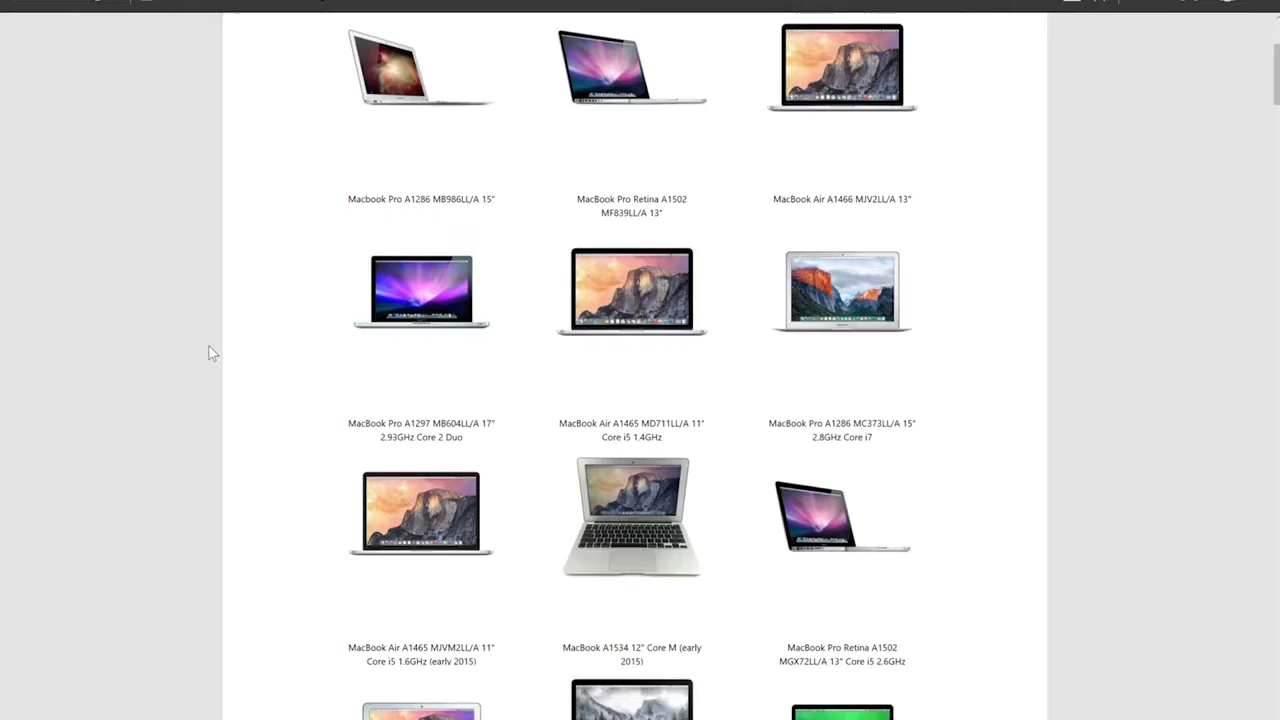 Macbook Pro A1286 MB986LL/A 15"
MacBook Pro Retina A1502
MF839LL/A 13"
MacBook Air A1466 MJV2LL/A 13"
MacBook Pro A1297 MB604LL/A 17"
2.93GHz Core 2 Duo
MacBook Air A1465 MD711LL/A 11"
Core i5 1.4GHz
MacBook Pro A1286 MC373LL/A 15"
2.8GHz Core i7
MacBook Air A1465 MJVM2LL/A 11"
Core i5 1.6GHz (early 2015)
MacBook A1534 12" Core M (early
2015)
MacBook Pro Retina A1502
MGX72LL/A 13" Core i5 2.6GHz